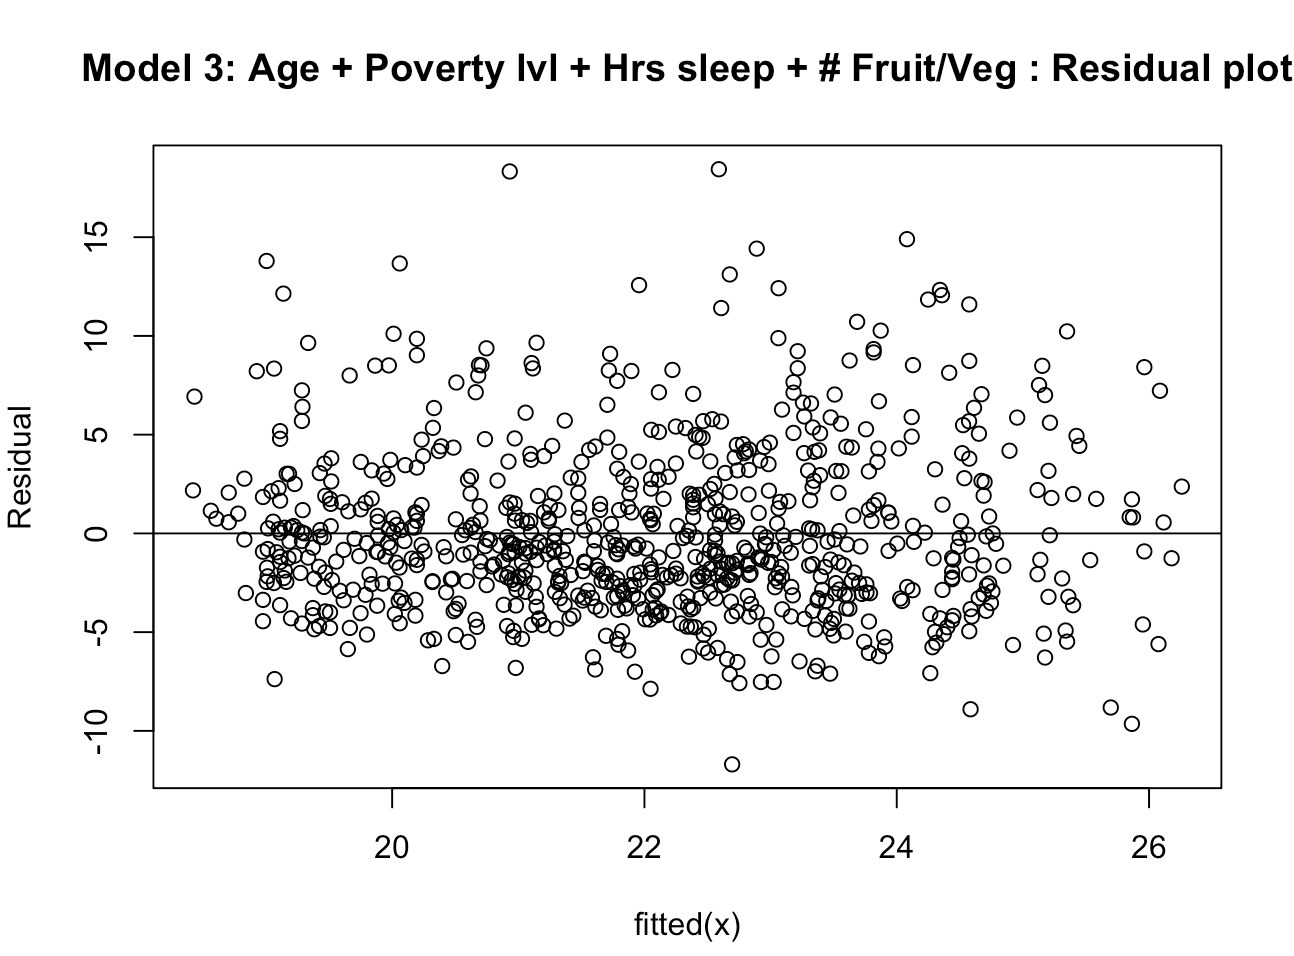 Model 3: Age + Poverty lvl + Hrs sleep + # Fruit/Veg : Residual plot
Residual
15
10
5
0
-5
-10
20 22 24 26
fitted(x)